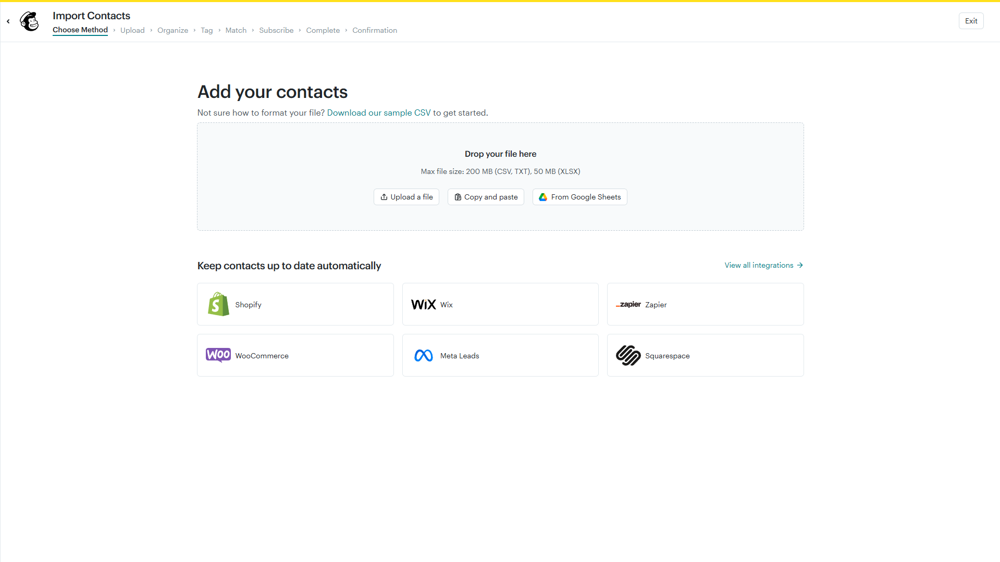 Import Contacts
Choose Method › Upload › Organize › Tag › Match › Subscribe › Complete › Confirmation
Exit
Add your contacts
Not sure how to format your file? Download our sample CSV to get started.
Drop your file here
Max file size: 200 MB (CSV, TXT), 50 MB (XLSX)
Upload a file
Copy and paste
From Google Sheets
Keep contacts up to date automatically
View all integrations →
Shopify
WiX Wix
zapier Zapier
Woo WooCommerce
Meta Leads
Squarespace